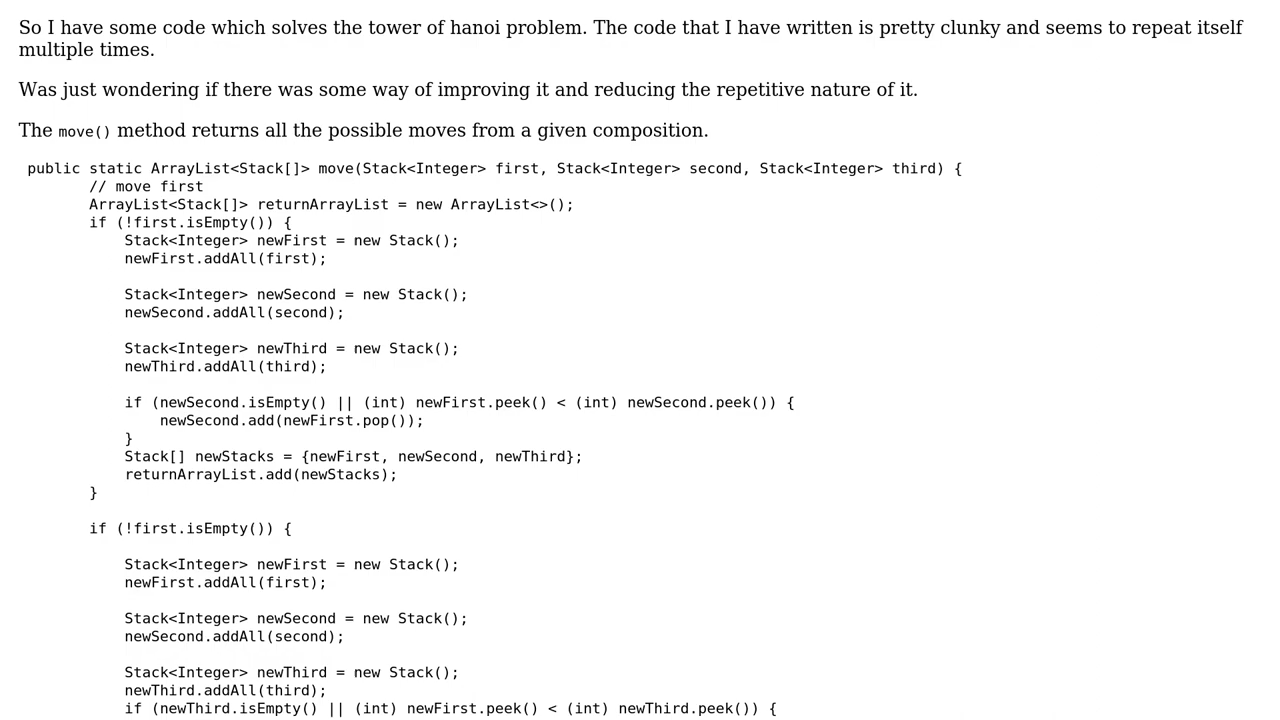 So I have some code which solves the tower of hanoi problem. The code that I have written is pretty clunky and seems to repeat itself
multiple times.
Was just wondering if there was some way of improving it and reducing the repetitive nature of it.
The move() method returns all the possible moves from a given composition.
public static ArrayList<Stack[]> move(Stack<Integer> first, Stack<Integer> second, Stack<Integer> third) {
// move first
ArrayList<Stack[]> returnArrayList = new ArrayList<>();
if (!first.isEmpty()) {
Stack<Integer> newFirst = new Stack();
newFirst.addAll(first);
Stack<Integer> newSecond = new Stack();
newSecond.addAll(second);
Stack<Integer> newThird = new Stack();
newThird.addAll(third);
if (newSecond.isEmpty() || (int) newFirst.peek() < (int) newSecond.peek()) {
newSecond.add(newFirst.pop());
}
Stack[] newStacks = {newFirst, newSecond, newThird};
returnArrayList.add(newStacks);
}
if (!first.isEmpty()) {
Stack<Integer> newFirst = new Stack();
newFirst.addAll(first);
Stack<Integer> newSecond = new Stack();
newSecond.addAll(second);
Stack<Integer> newThird = new Stack();
newThird.addAll(third);
if (newThird.isEmpty() || (int) newFirst.peek() < (int) newThird.peek()) {